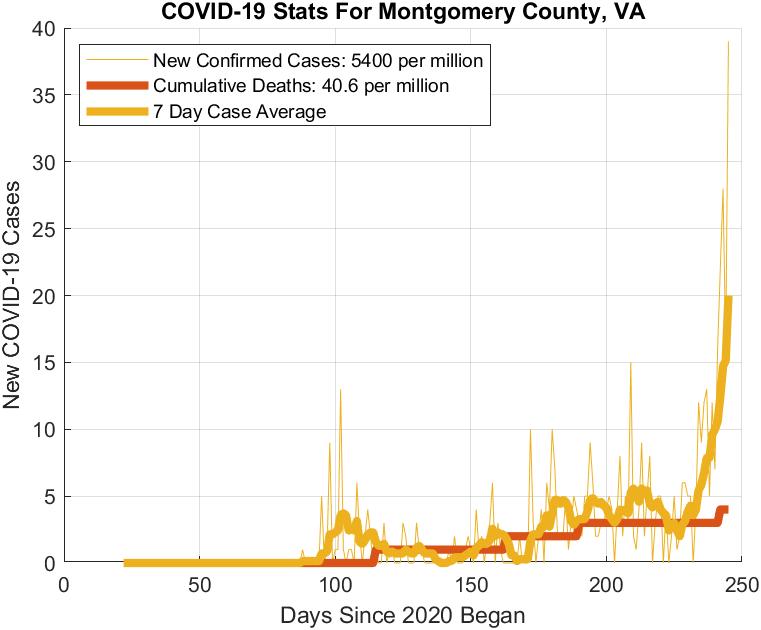 COVID-19 Stats For Montgomery County, VA
New Confirmed Cases: 5400 per million
Cumulative Deaths: 40.6 per million
7 Day Case Average
New COVID-19 Cases
40
35
30
25
20
15
10
5
0
0 50 100 150 200 250
Days Since 2020 Began